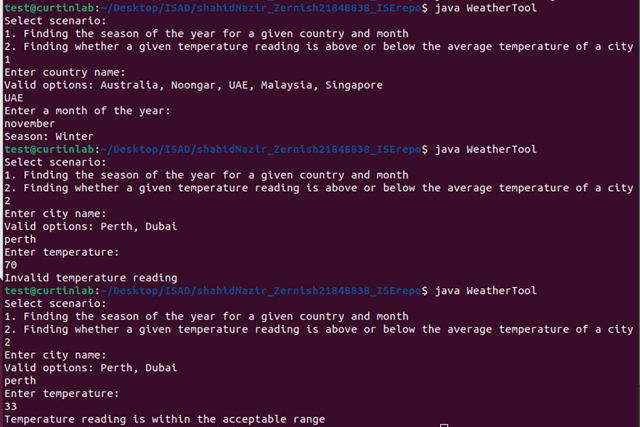 test@curtinlab:~/Desktop/ISAD/shahidNazir_Zernish21848838_ISErepo$ java WeatherTool
Select scenario:
1. Finding the season of the year for a given country and month
2. Finding whether a given temperature reading is above or below the average temperature of a city
1
Enter country name:
Valid options: Australia, Noongar, UAE, Malaysia, Singapore
UAE
Enter a month of the year:
november
Season: Winter
test@curtinlab:~/Desktop/ISAD/shahidNazir_Zernish21848838_ISErepo$ java WeatherTool
Select scenario:
1. Finding the season of the year for a given country and month
2. Finding whether a given temperature reading is above or below the average temperature of a city
2
Enter city name:
Valid options: Perth, Dubai
perth
Enter temperature:
70
Invalid temperature reading
test@curtinlab:~/Desktop/ISAD/shahidNazir_Zernish21848838_ISErepo$ java WeatherTool
Select scenario:
1. Finding the season of the year for a given country and month
2. Finding whether a given temperature reading is above or below the average temperature of a city
2
Enter city name:
Valid options: Perth, Dubai
perth
Enter temperature:
33
Temperature reading is within the acceptable range